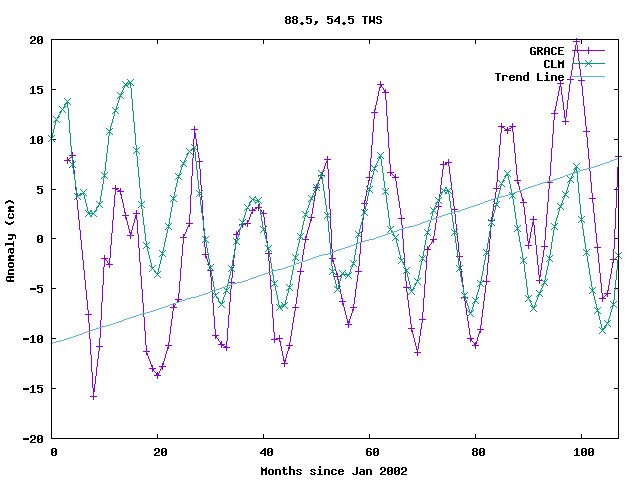 88.5, 54.5 TWS
GRACE
CLM
Trend Line
20
15
10
5
0
-5
-10
-15
-20
Anomaly (cm)
0 20 40 60 80 100
Months since Jan 2002